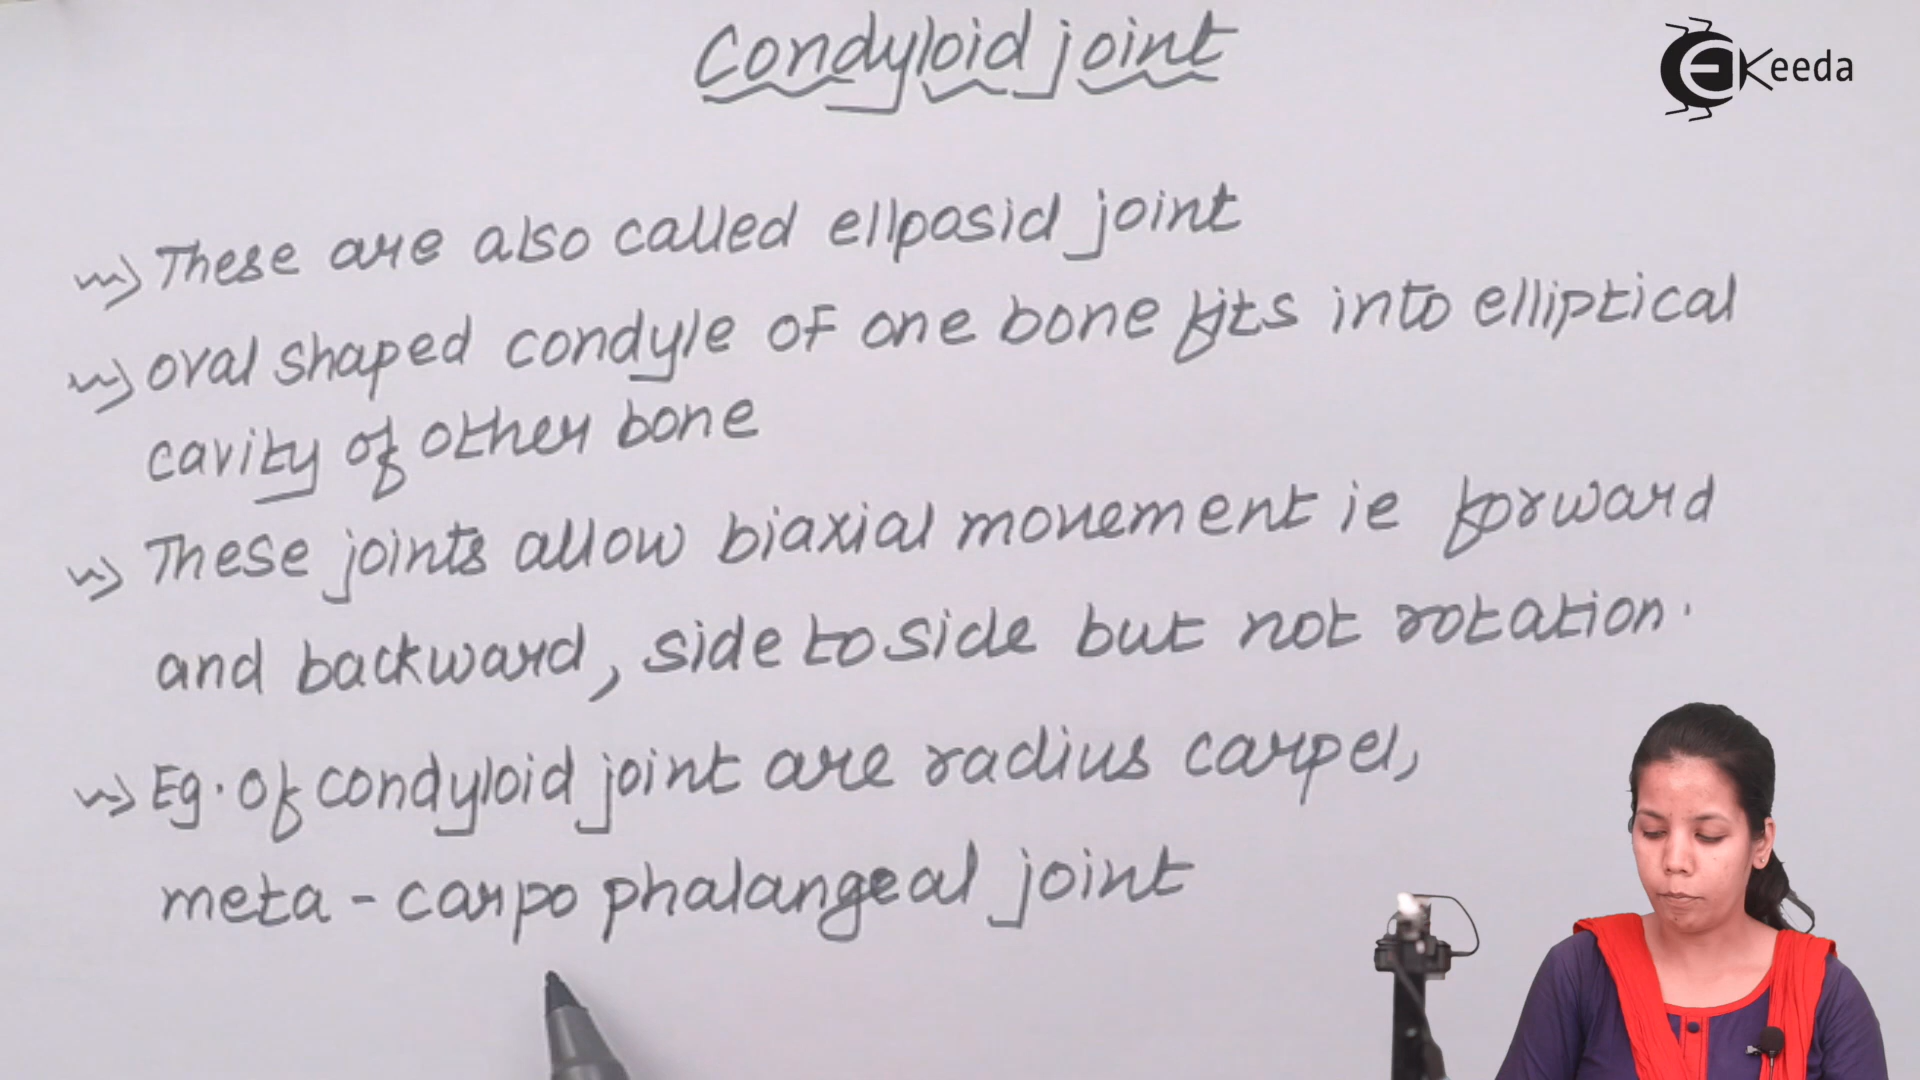 Condyloid joint
EKeeda
These are also called ellposid joint
oval shaped condyle of one bone fits into elliptical
cavity of other bone
These joints allow biaxial movement ie forward
and backward, side to side but not rotation.
Eg. of condyloid joint are radius carpel,
meta - carpo phalangeal joint